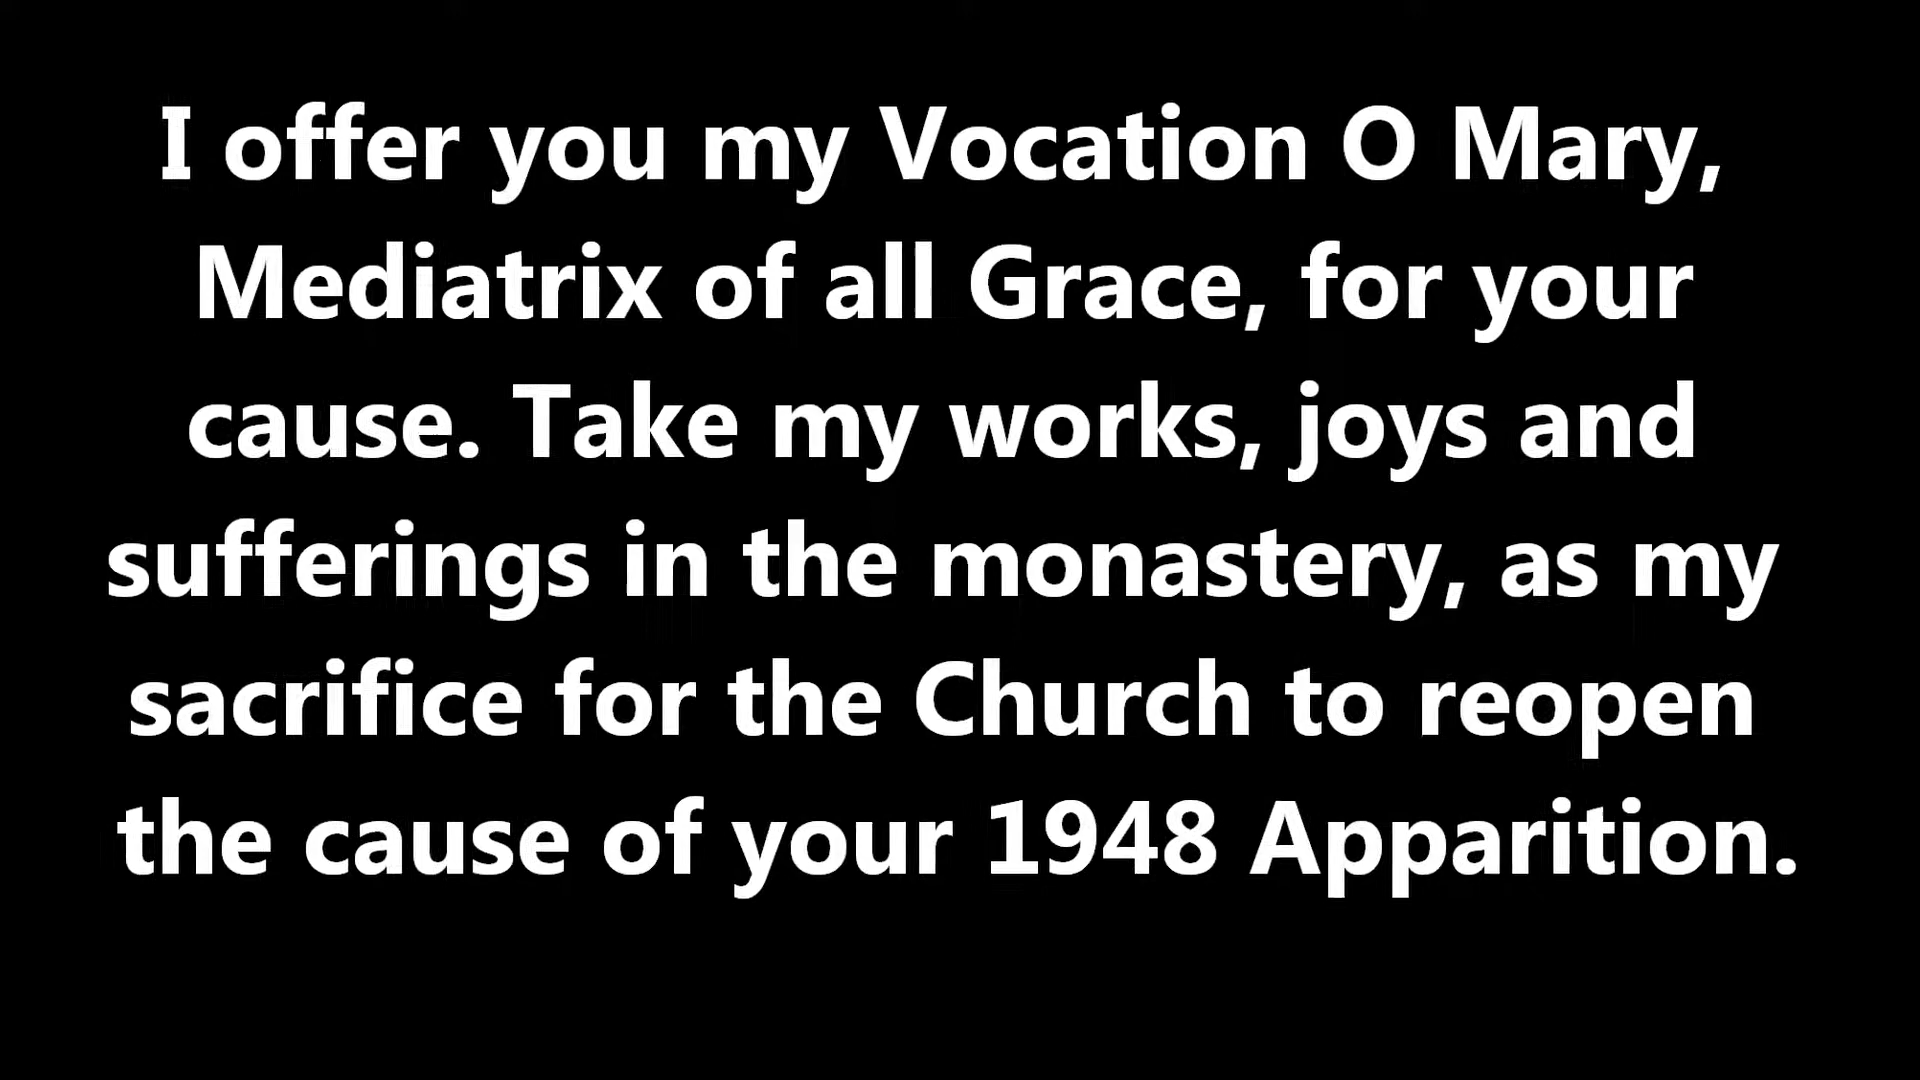 I offer you my Vocation O Mary,
Mediatrix of all Grace, for your
cause. Take my works, joys and
sufferings in the monastery, as my
sacrifice for the Church to reopen
the cause of your 1948 Apparition.